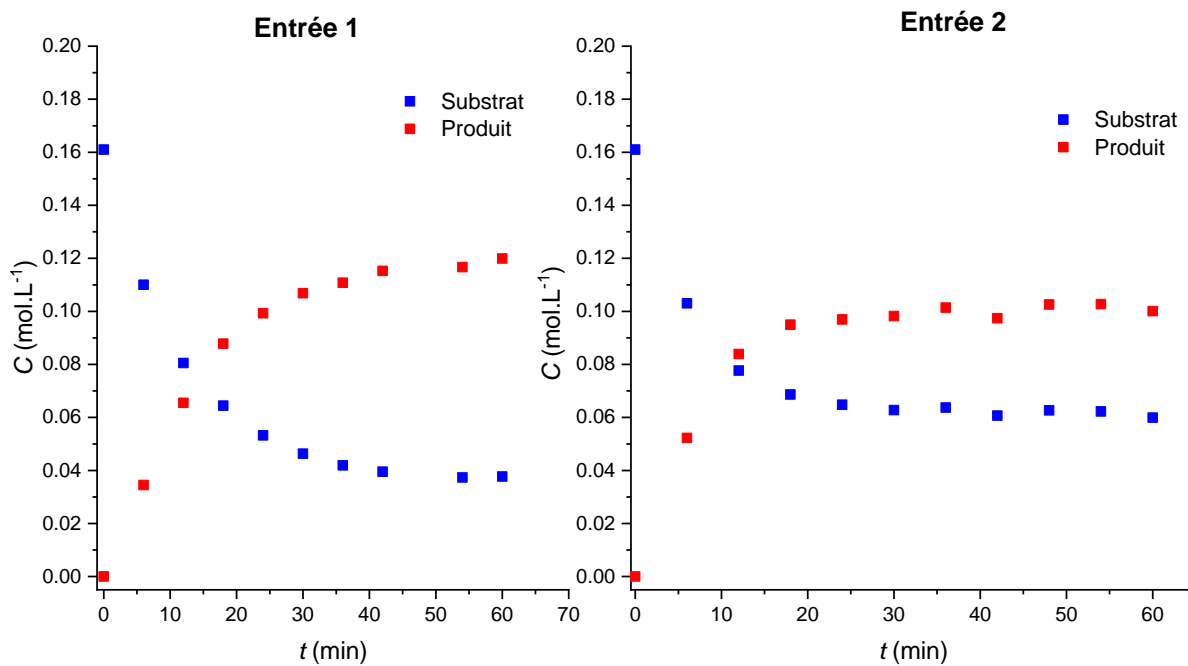 Entrée 1
0.20
0.18
0.16
0.14
0.12
0.10
0.08
0.06
0.04
0.02
0.00
C (mol.L-1)
Substrat
Produit
0 10 20 30 40 50 60 70
t (min)
Entrée 2
0.20
0.18
0.16
0.14
0.12
0.10
0.08
0.06
0.04
0.02
0.00
C (mol.L-1)
Substrat
Produit
0 10 20 30 40 50 60
t (min)